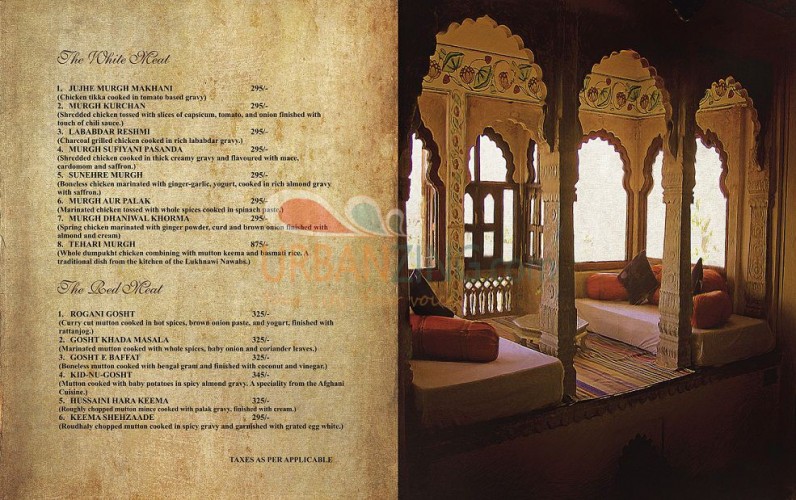 The White Meat
1. JUJHE MURGH MAKHANI 295/-
(Chicken tikka cooked in tomato based gravy)
2. MURGH KURCHAN 295/-
(Shredded chicken tossed with slices of capsicum, tomato, and onion finished with
touch of chili sauce.)
3. LABABDAR RESHMI 295/-
(Charcoal grilled chicken cooked in rich lababdar gravy.)
4. MURGH SUFIYANI PASANDA 295/-
(Shredded chicken cooked in thick creamy gravy and flavoured with mace,
cardomom and saffron.)
5. SUNEHRE MURGH 295/-
(Boneless chicken marinated with ginger-garlic, yogurt, cooked in rich almond gravy
with saffron.)
6. MURGH AUR PALAK 295/-
(Marinated chicken tossed with whole spices cooked in spinach paste.)
7. MURGH DHANIWAL KHORMA 295/-
(Spring chicken marinated with ginger powder, curd and brown onion finished with
almond and cream)
8. TEHARI MURGH 875/-
(Whole dumpukht chicken combining with mutton keema and basmati rice. A
traditional dish from the kitchen of the Lukhnawi Nawabs.)
The Red Meat
1. ROGANI GOSHT 325/-
(Curry cut mutton cooked in hot spices, brown onion paste, and yogurt, finished with
rattanjog.)
2. GOSHT KHADA MASALA 325/-
(Marinated mutton cooked with whole spices, baby onion and coriander leaves.)
3. GOSHT E BAFFAT 325/-
(Boneless mutton cooked with bengal gram and finished with coconut and vinegar.)
4. KID-NU-GOSHT 345/-
(Mutton cooked with baby potatoes in spicy almond gravy. A speciality from the Afghani
Cuisine.)
5. HUSSAINI HARA KEEMA 325/-
(Roughly chopped mutton mince cooked with palak gravy, finished with cream.)
6. KEEMA SHEHZAADE 295/-
(Roudhaly chopped mutton cooked in spicy gravy and garnished with grated egg white.)
TAXES AS PER APPLICABLE